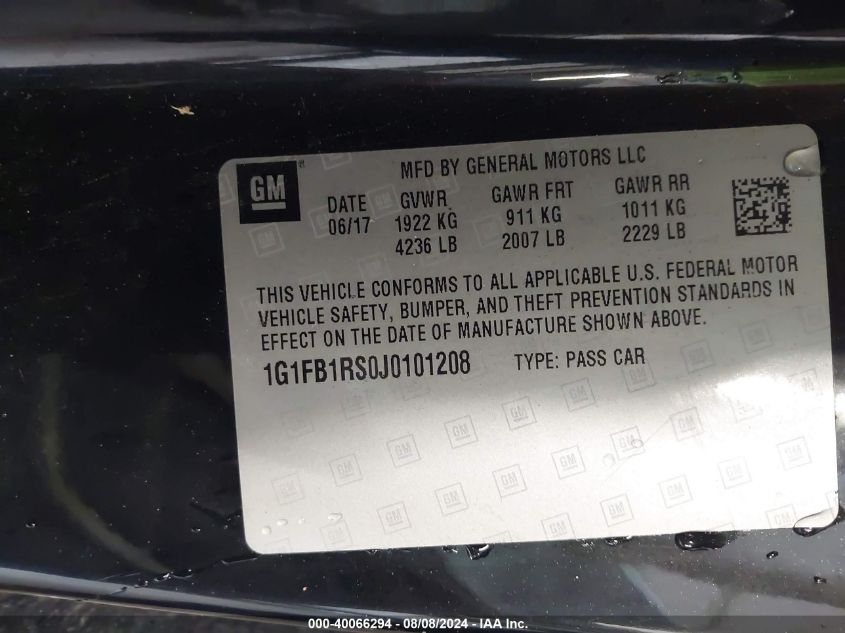 GM
MFD BY GENERAL MOTORS LLC
DATE GVWR GAWR FRT GAWR RR
06/17 1922 KG 911 KG 1011 KG
4236 LB 2007 LB 2229 LB
THIS VEHICLE CONFORMS TO ALL APPLICABLE U.S. FEDERAL MOTOR
VEHICLE SAFETY, BUMPER, AND THEFT PREVENTION STANDARDS IN
EFFECT ON THE DATE OF MANUFACTURE SHOWN ABOVE.
1G1FB1RS0J0101208 TYPE: PASS CAR
000-40066294 - 08/08/2024 - IAA Inc.